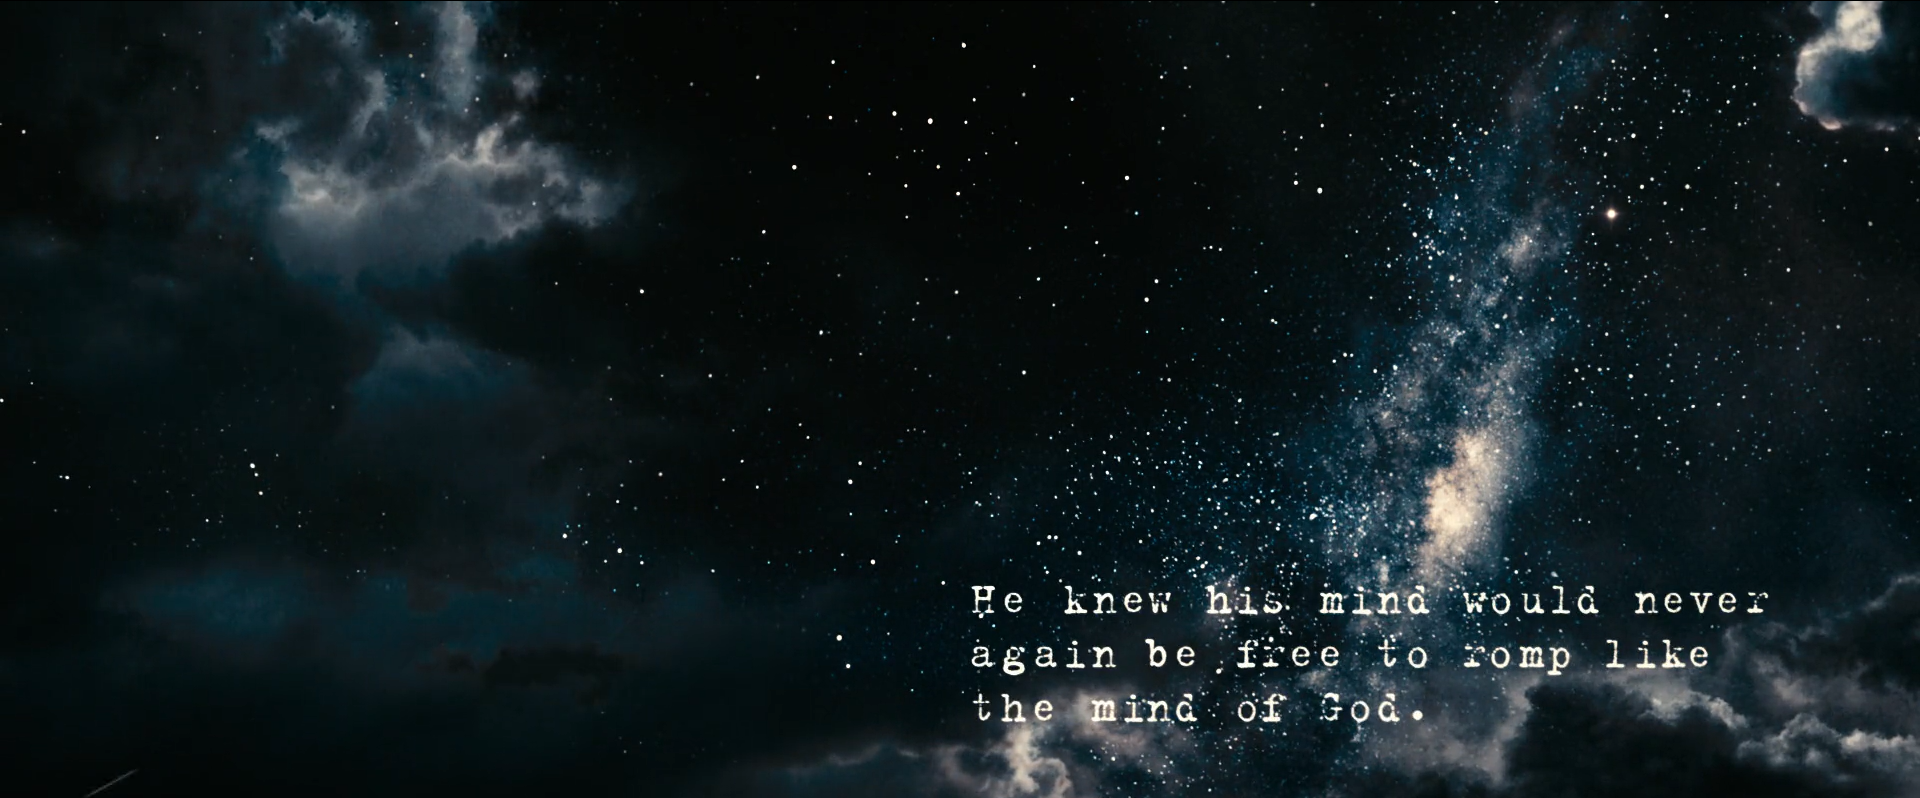 He knew his mind would never
again be free to romp like
the mind of God.